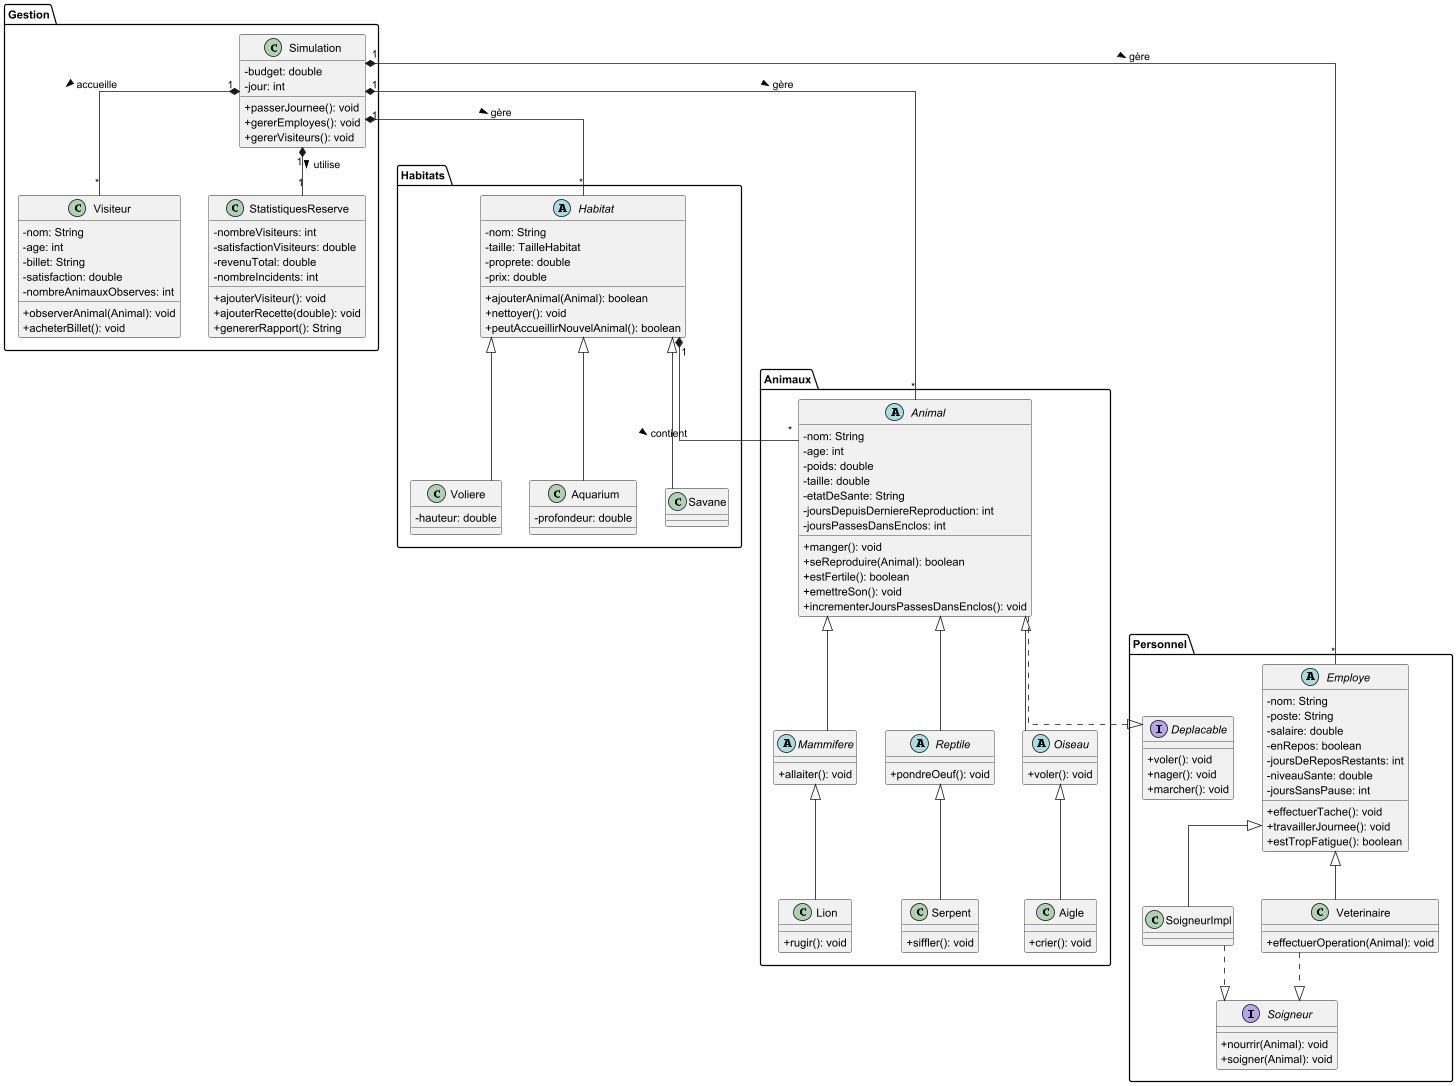 Gestion
C Simulation
-budget: double
-jour: int
+passerJournee(): void
+gererEmployes(): void
+gererVisiteurs(): void
1
gère
*
1
gère
*
1
gère
*
1
accueille
*
1
utilise
1
C Visiteur
-nom: String
-age: int
-billet: String
-satisfaction: double
-nombreAnimauxObserves: int
+observerAnimal(Animal): void
+acheterBillet(): void
C StatistiquesReserve
-nombreVisiteurs: int
-satisfactionVisiteurs: double
-revenuTotal: double
-nombreIncidents: int
+ajouterVisiteur(): void
+ajouterRecette(double): void
+genererRapport(): String
Habitats
A Habitat
-nom: String
-taille: TailleHabitat
-proprete: double
-prix: double
+ajouterAnimal(Animal): boolean
+nettoyer(): void
+peutAccueillirNouvelAnimal(): boolean
1
contient
*
C Voliere
-hauteur: double
C Aquarium
-profondeur: double
C Savane
Animaux
A Animal
-nom: String
-age: int
-poids: double
-taille: double
-etatDeSante: String
-joursDepuisDerniereReproduction: int
-joursPassesDansEnclos: int
+manger(): void
+seReproduire(Animal): boolean
+estFertile(): boolean
+emettreSon(): void
+incrementerJoursPassesDansEnclos(): void
A Mammifere
+allaiter(): void
A Reptile
+pondreOeuf(): void
A Oiseau
+voler(): void
C Lion
+rugir(): void
C Serpent
+siffler(): void
C Aigle
+crier(): void
Personnel
A Employe
-nom: String
-poste: String
-salaire: double
-enRepos: boolean
-joursDeReposRestants: int
-niveauSante: double
-joursSansPause: int
+effectuerTache(): void
+travaillerJournee(): void
+estTropFatigue(): boolean
I Deplacable
+voler(): void
+nager(): void
+marcher(): void
C SoigneurImpl
C Veterinaire
+effectuerOperation(Animal): void
I Soigneur
+nourrir(Animal): void
+soigner(Animal): void